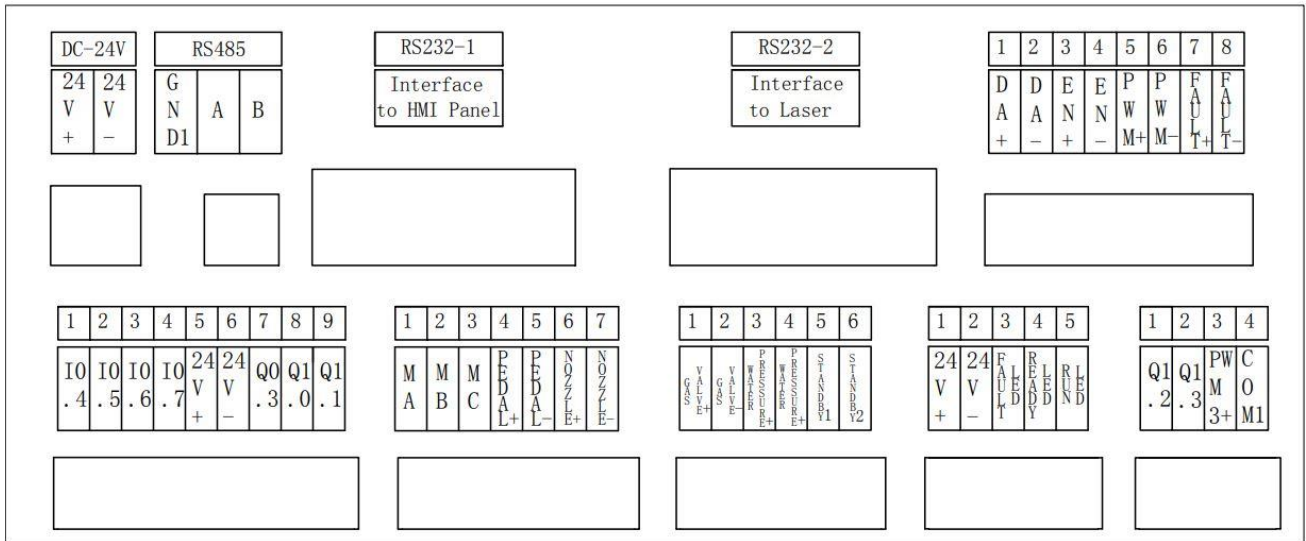 DC-24V
24V+
24V-
RS485
GND1
A
B
RS232-1
Interface
to HMI Panel
RS232-2
Interface
to Laser
1 2 3 4 5 6 7 8
DA+
DA-
EN+
EN-
PWM+
PWM-
FAULT+
FAULT-
1 2 3 4 5 6 7 8 9
I0.4
I0.5
I0.6
I0.7
24V+
24V-
Q0.3
Q1.0
Q1.1
1 2 3 4 5 6 7
MA
MB
MC
PEDAL+
PEDAL-
NOZZLE+
NOZZLE-
1 2 3 4 5 6
GAS VALVE+
GAS VALVE-
WATER PRESSURE+
WATER PRESSURE+
STANDBY1
STANDBY2
1 2 3 4 5
24V+
24V-
FAULT LED
READY LED
RUN LED
1 2 3 4
Q1.2
Q1.3
PWM3+
COM1